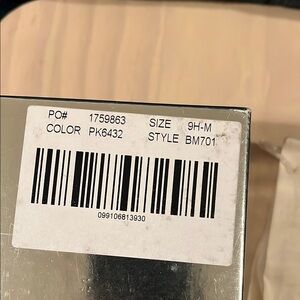 PO# 1759863 SIZE 9H-M
COLOR PK6432 STYLE BM701
099106813930